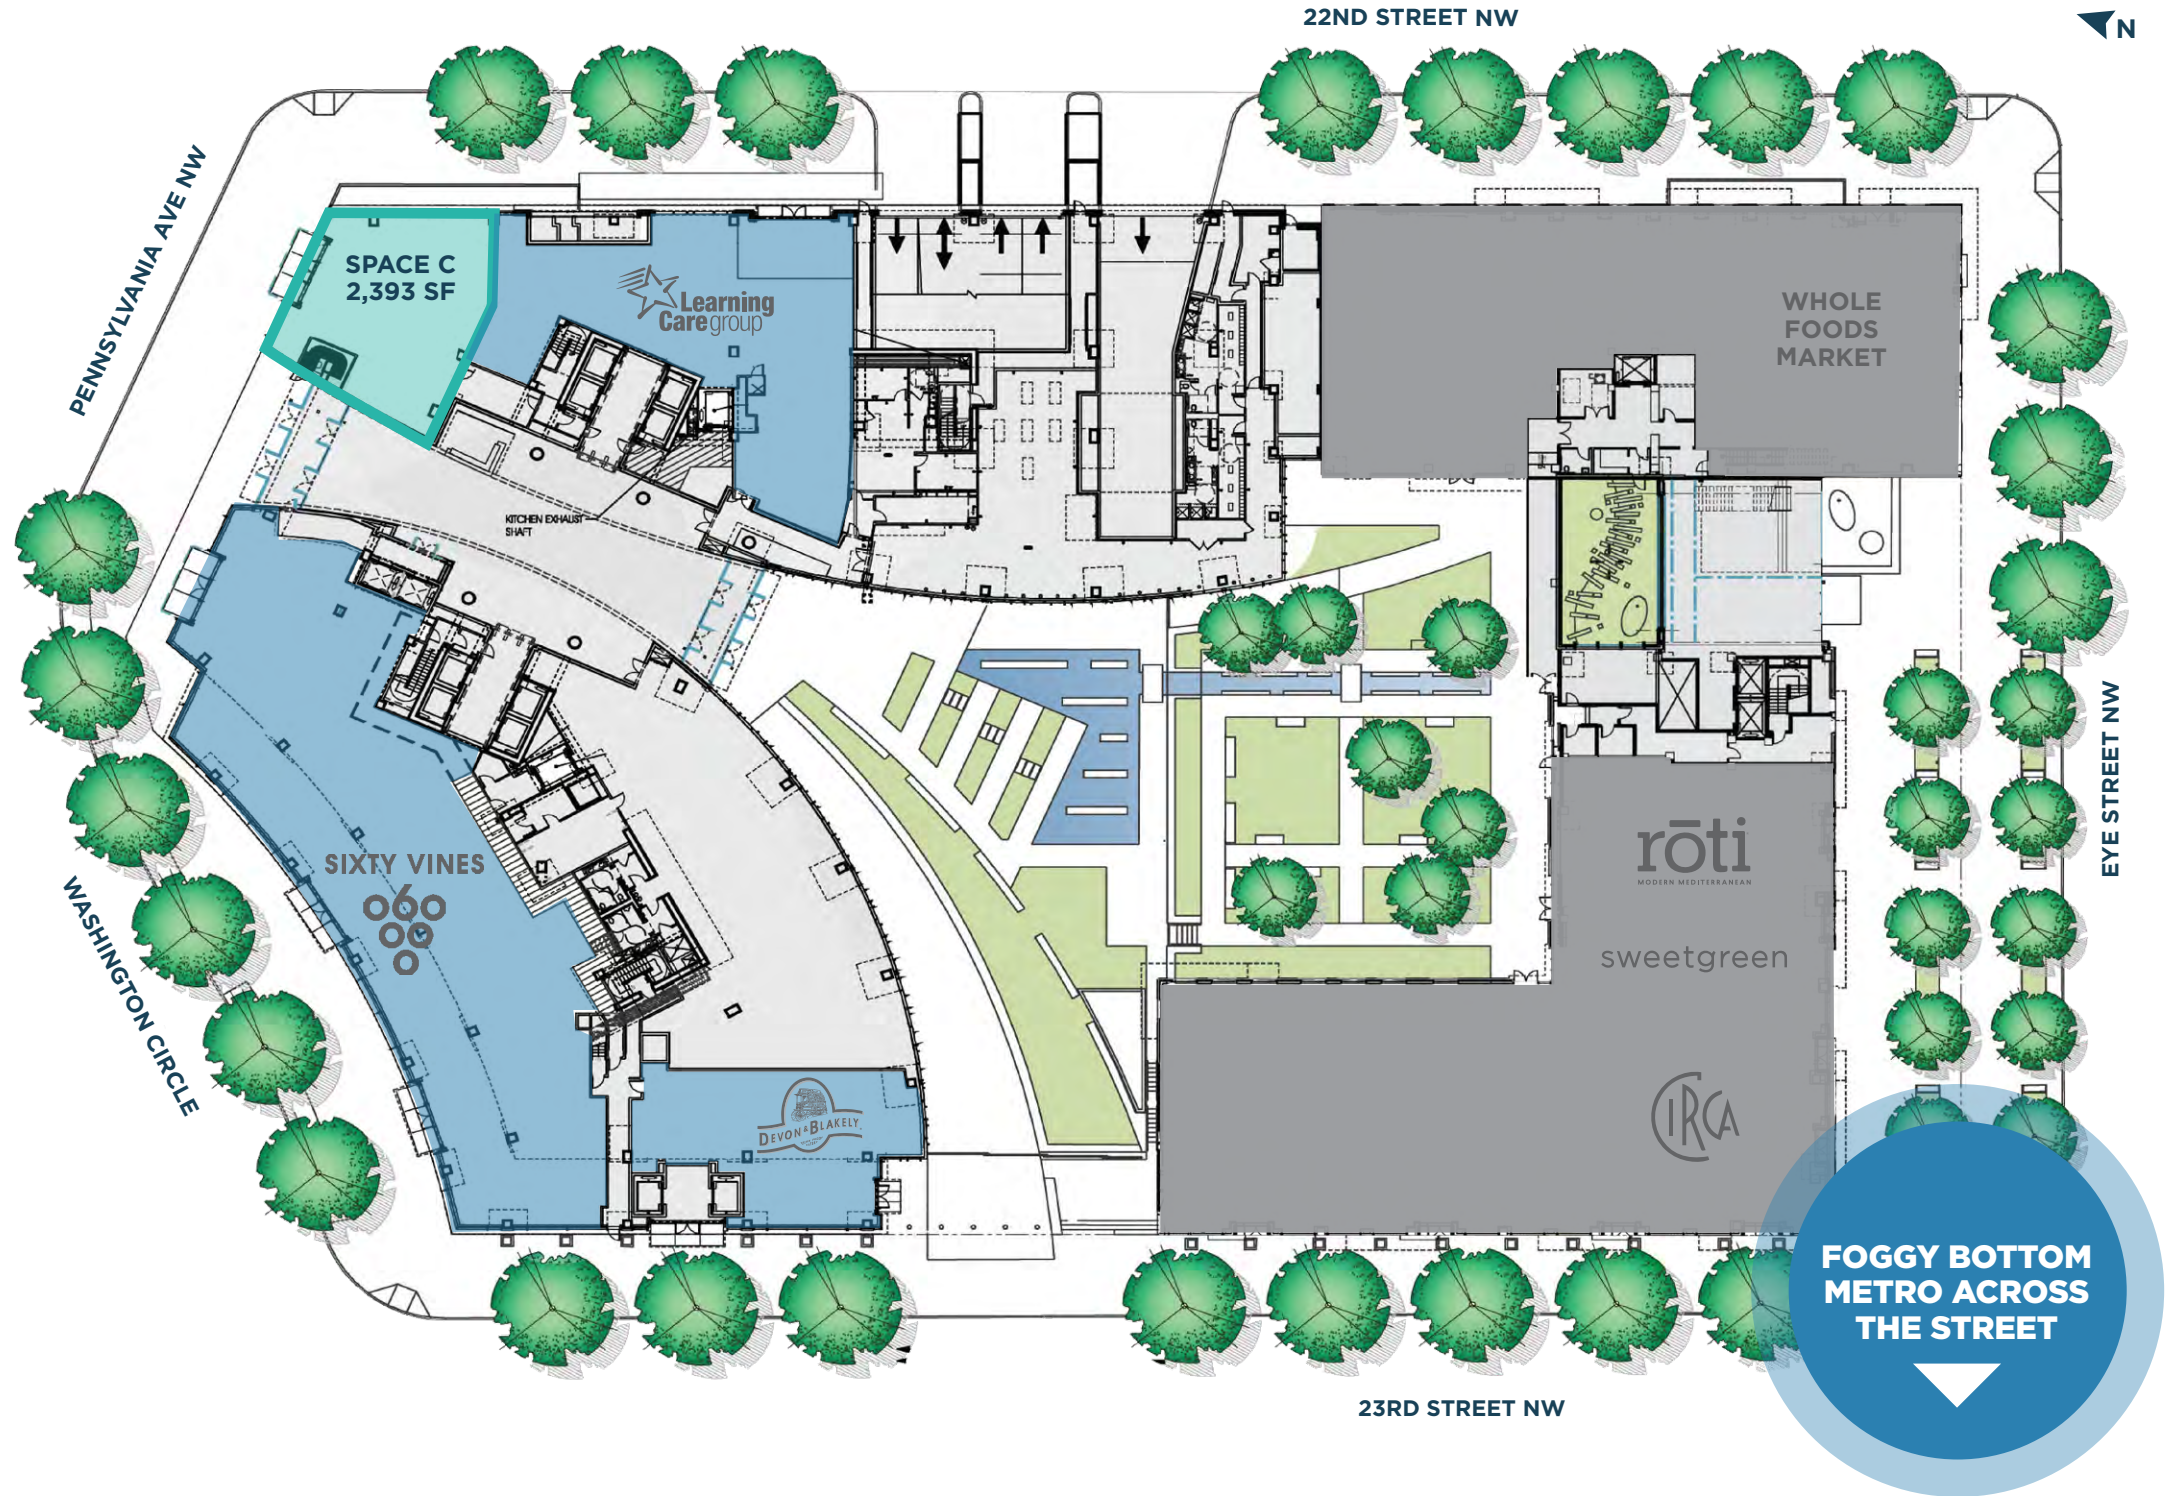 22ND STREET NW
N
PENNSYLVANIA AVE NW
SPACE C
2,393 SF
Learning
Care group
WHOLE
FOODS
MARKET
KITCHEN EXHAUST
SHAFT
EYE STREET NW
rōti
MODERN MEDITERRANEAN
SIXTY VINES
sweetgreen
WASHINGTON CIRCLE
DEVON & BLAKELY
CIRCA
FOGGY BOTTOM
METRO ACROSS
THE STREET
23RD STREET NW